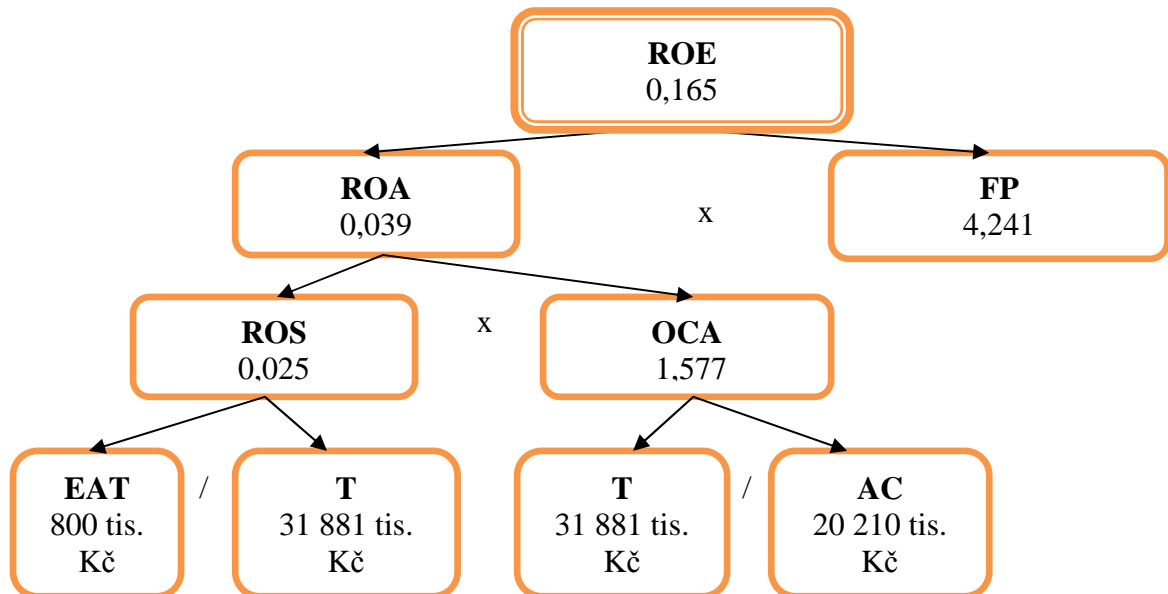 ROE
0,165
ROA
0,039
x
FP
4,241
ROS
0,025
x
OCA
1,577
EAT
800 tis.
Kč
/
T
31 881 tis.
Kč
T
31 881 tis.
Kč
/
AC
20 210 tis.
Kč